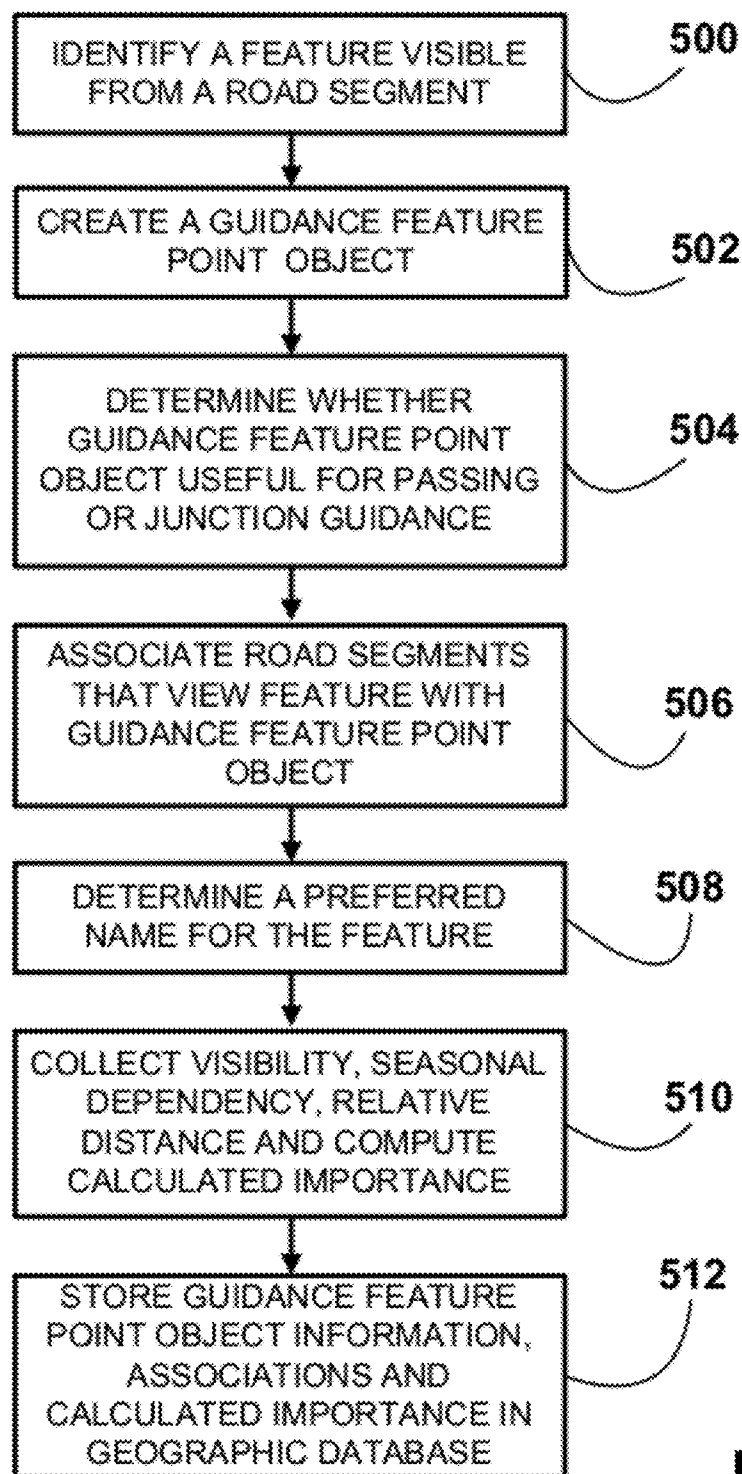 IDENTIFY A FEATURE VISIBLE
FROM A ROAD SEGMENT
500
CREATE A GUIDANCE FEATURE
POINT OBJECT
502
DETERMINE WHETHER
GUIDANCE FEATURE POINT
OBJECT USEFUL FOR PASSING
OR JUNCTION GUIDANCE
504
ASSOCIATE ROAD SEGMENTS
THAT VIEW FEATURE WITH
GUIDANCE FEATURE POINT
OBJECT
506
DETERMINE A PREFERRED
NAME FOR THE FEATURE
508
COLLECT VISIBILITY, SEASONAL
DEPENDENCY, RELATIVE
DISTANCE AND COMPUTE
CALCULATED IMPORTANCE
510
STORE GUIDANCE FEATURE
POINT OBJECT INFORMATION,
ASSOCIATIONS AND
CALCULATED IMPORTANCE IN
GEOGRAPHIC DATABASE
512